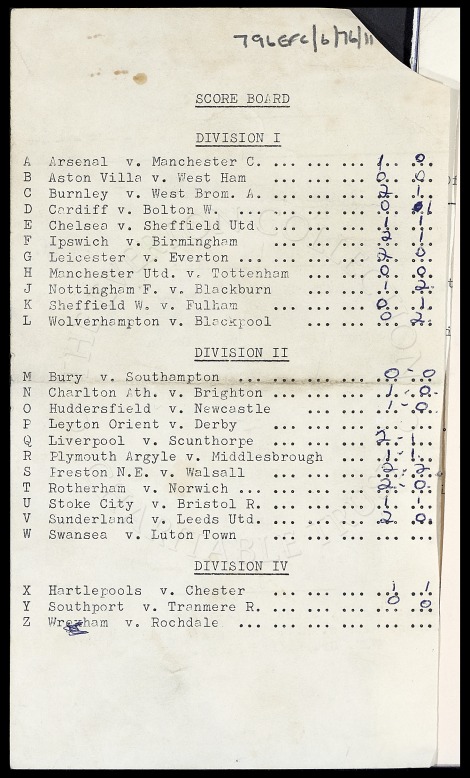 796EFC/6/76/11
SCORE BOARD
DIVISION I
A Arsenal v. Manchester C. ... ... ... 1 0
B Aston Villa v. West Ham ... ... ... 0 0
C Burnley v. West Brom. A. ... ... ... 2 1
D Cardiff v. Bolton W. ... ... ... ... 0 1
E Chelsea v. Sheffield Utd ... ... ... 1 1
F Ipswich v. Birmingham ... ... ... 2 1
G Leicester v. Everton ... ... ... ... 2 0
H Manchester Utd. v. Tottenham ... ... 0 0
J Nottingham F. v. Blackburn ... ... 1 2
K Sheffield W. v. Fulham ... ... ... 0 1
L Wolverhampton v. Blackpool ... ... 0 2
DIVISION II
M Bury v. Southampton ... ... ... ... 0 - 0
N Charlton Ath. v. Brighton ... ... ... 1 - 0
O Huddersfield v. Newcastle ... ... 1 - 0
P Leyton Orient v. Derby ... ... ... ... ...
Q Liverpool v. Scunthorpe ... ... ... 2 - 1
R Plymouth Argyle v. Middlesbrough ... ... 1 - 1
S Preston N.E. v. Walsall ... ... ... 2 - 2
T Rotherham v. Norwich ... ... ... ... 2 - 0
U Stoke City v. Bristol R. ... ... ... 1 1
V Sunderland v. Leeds Utd. ... ... ... 2 0
W Swansea v. Luton Town ... ... ... ... ...
DIVISION IV
X Hartlepools v. Chester ... ... ... 1 1
Y Southport v. Tranmere R. ... ... ... 0 0
Z Wrexham v. Rochdale ... ... ... ... ... ...